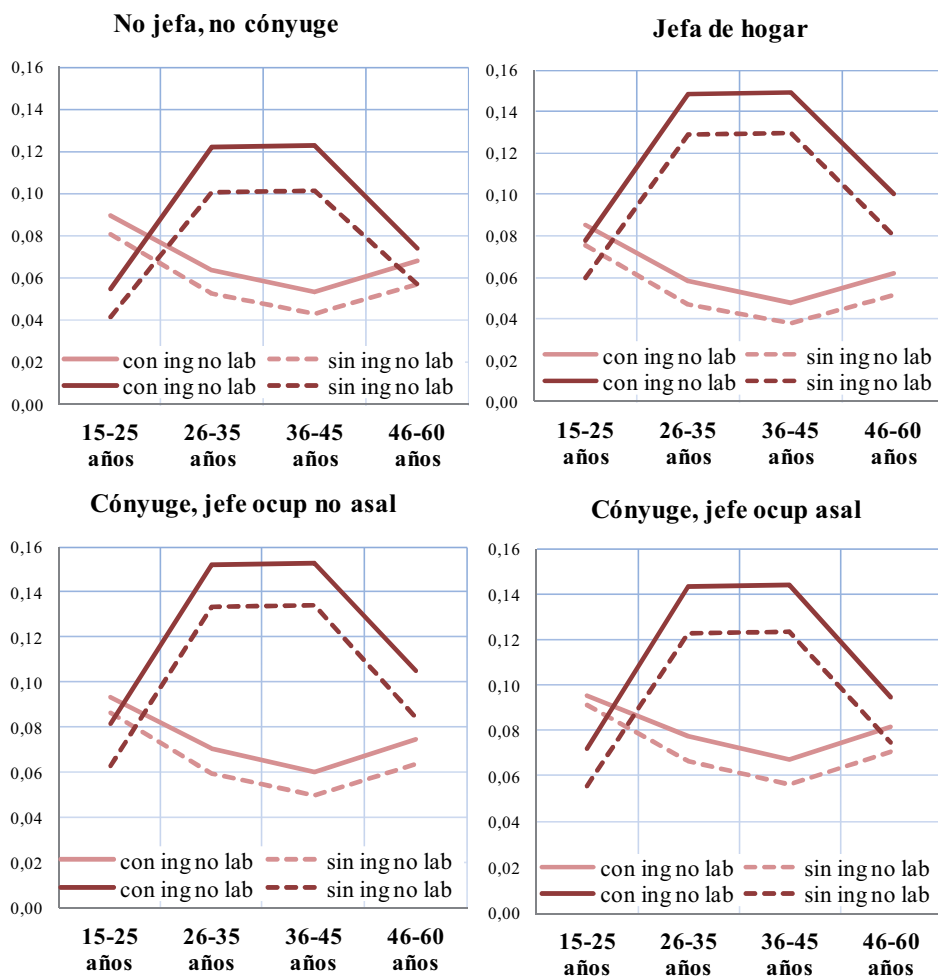 No jefa, no cónyuge
0,16
0,14
0,12
0,10
0,08
0,06
0,04
0,02
0,00
con ing no lab sin ing no lab
con ing no lab sin ing no lab
15-25 26-35 36-45 46-60
años años años años
Jefa de hogar
0,16
0,14
0,12
0,10
0,08
0,06
0,04
0,02
0,00
con ing no lab sin ing no lab
con ing no lab sin ing no lab
15-25 26-35 36-45 46-60
años años años años
Cónyuge, jefe ocup no asal
0,16
0,14
0,12
0,10
0,08
0,06
0,04
0,02
0,00
con ing no lab sin ing no lab
con ing no lab sin ing no lab
15-25 26-35 36-45 46-60
años años años años
Cónyuge, jefe ocup asal
0,16
0,14
0,12
0,10
0,08
0,06
0,04
0,02
0,00
con ing no lab sin ing no lab
con ing no lab sin ing no lab
15-25 26-35 36-45 46-60
años años años años